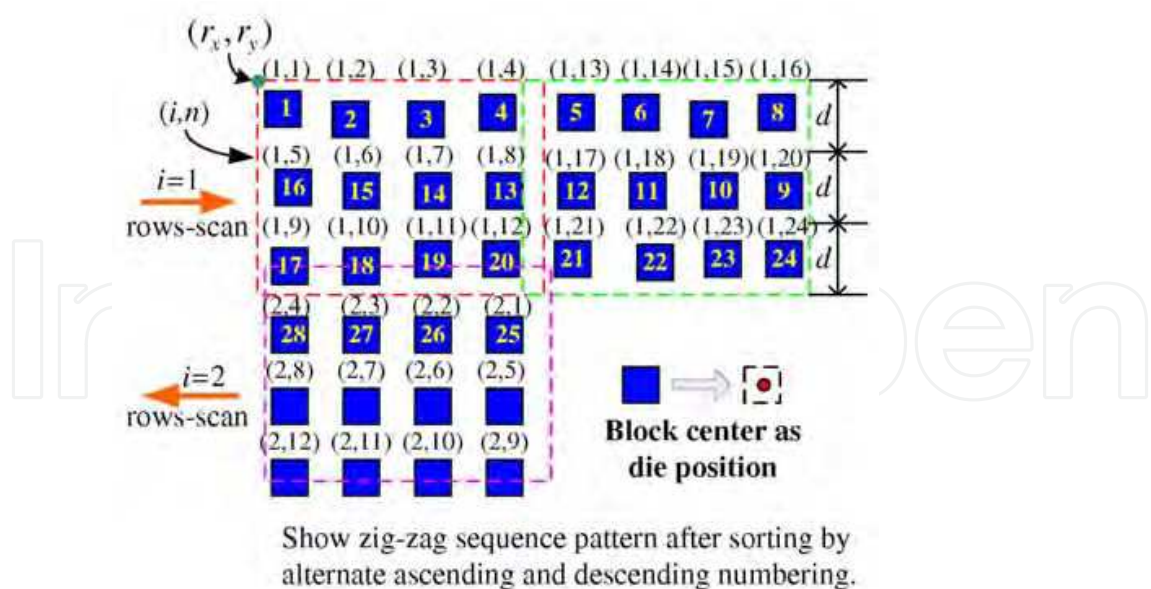 (rx, ry)
(1,1) (1,2) (1,3) (1,4) (1,13) (1,14)(1,15) (1,16)
1 2 3 4 5 6 7 8 d
(i,n)
(1,5) (1,6) (1,7) (1,8) (1,17) (1,18) (1,19)(1,20)
i=1
16 15 14 13 12 11 10 9 d
rows-scan
(1,9) (1,10) (1,11)(1,12) (1,21) (1,22) (1,23)(1,24)
17 18 19 20 21 22 23 24 d
(2,4) (2,3) (2,2) (2,1)
28 27 26 25
(2,8) (2,7) (2,6) (2,5)
i=2
rows-scan
(2,12) (2,11) (2,10) (2,9)
Block center as
die position
Show zig-zag sequence pattern after sorting by
alternate ascending and descending numbering.